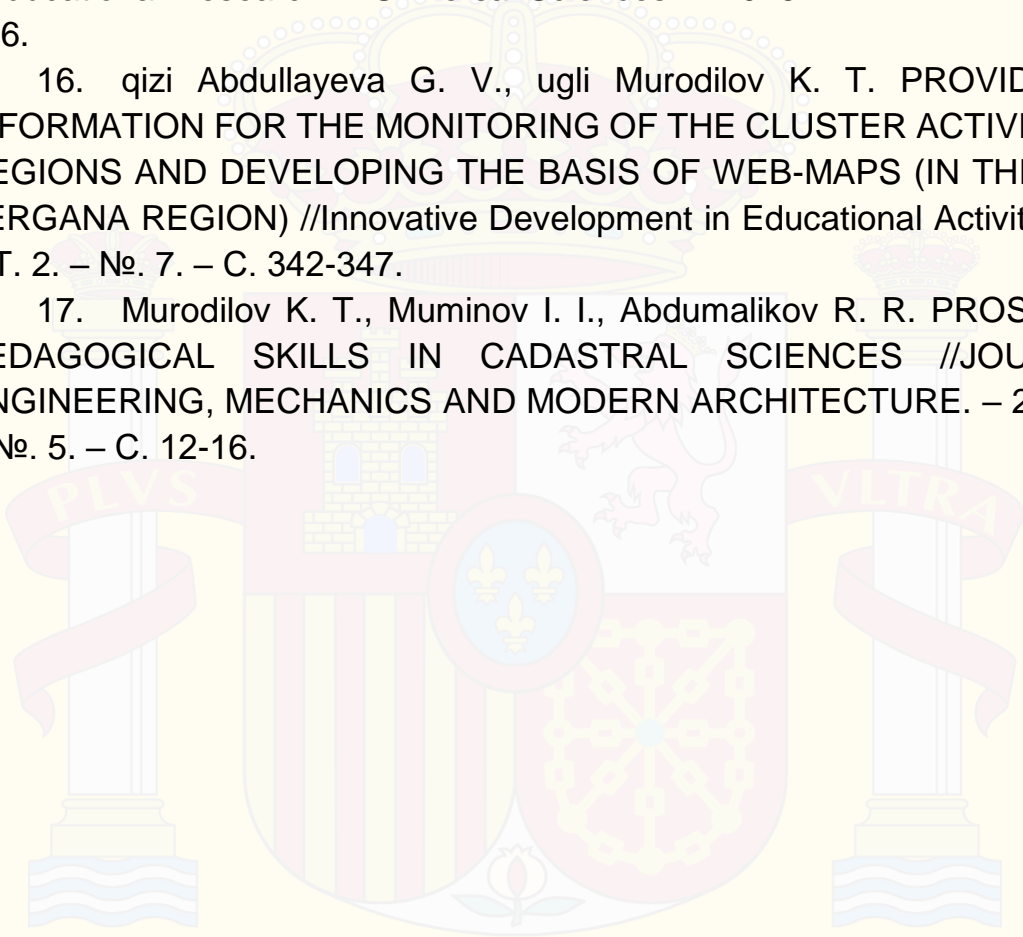 6.
16. qizi Abdullayeva G. V., ugli Murodilov K. T. PROVID
FORMATION FOR THE MONITORING OF THE CLUSTER ACTIVI
EGIONS AND DEVELOPING THE BASIS OF WEB-MAPS (IN THE
ERGANA REGION) //Innovative Development in Educational Activit
T. 2. – №. 7. – С. 342-347.
17. Murodilov K. T., Muminov I. I., Abdumalikov R. R. PROS
EDAGOGICAL SKILLS IN CADASTRAL SCIENCES //JOU
NGINEERING, MECHANICS AND MODERN ARCHITECTURE. – 2
№. 5. – С. 12-16.
PLVS VLTRA